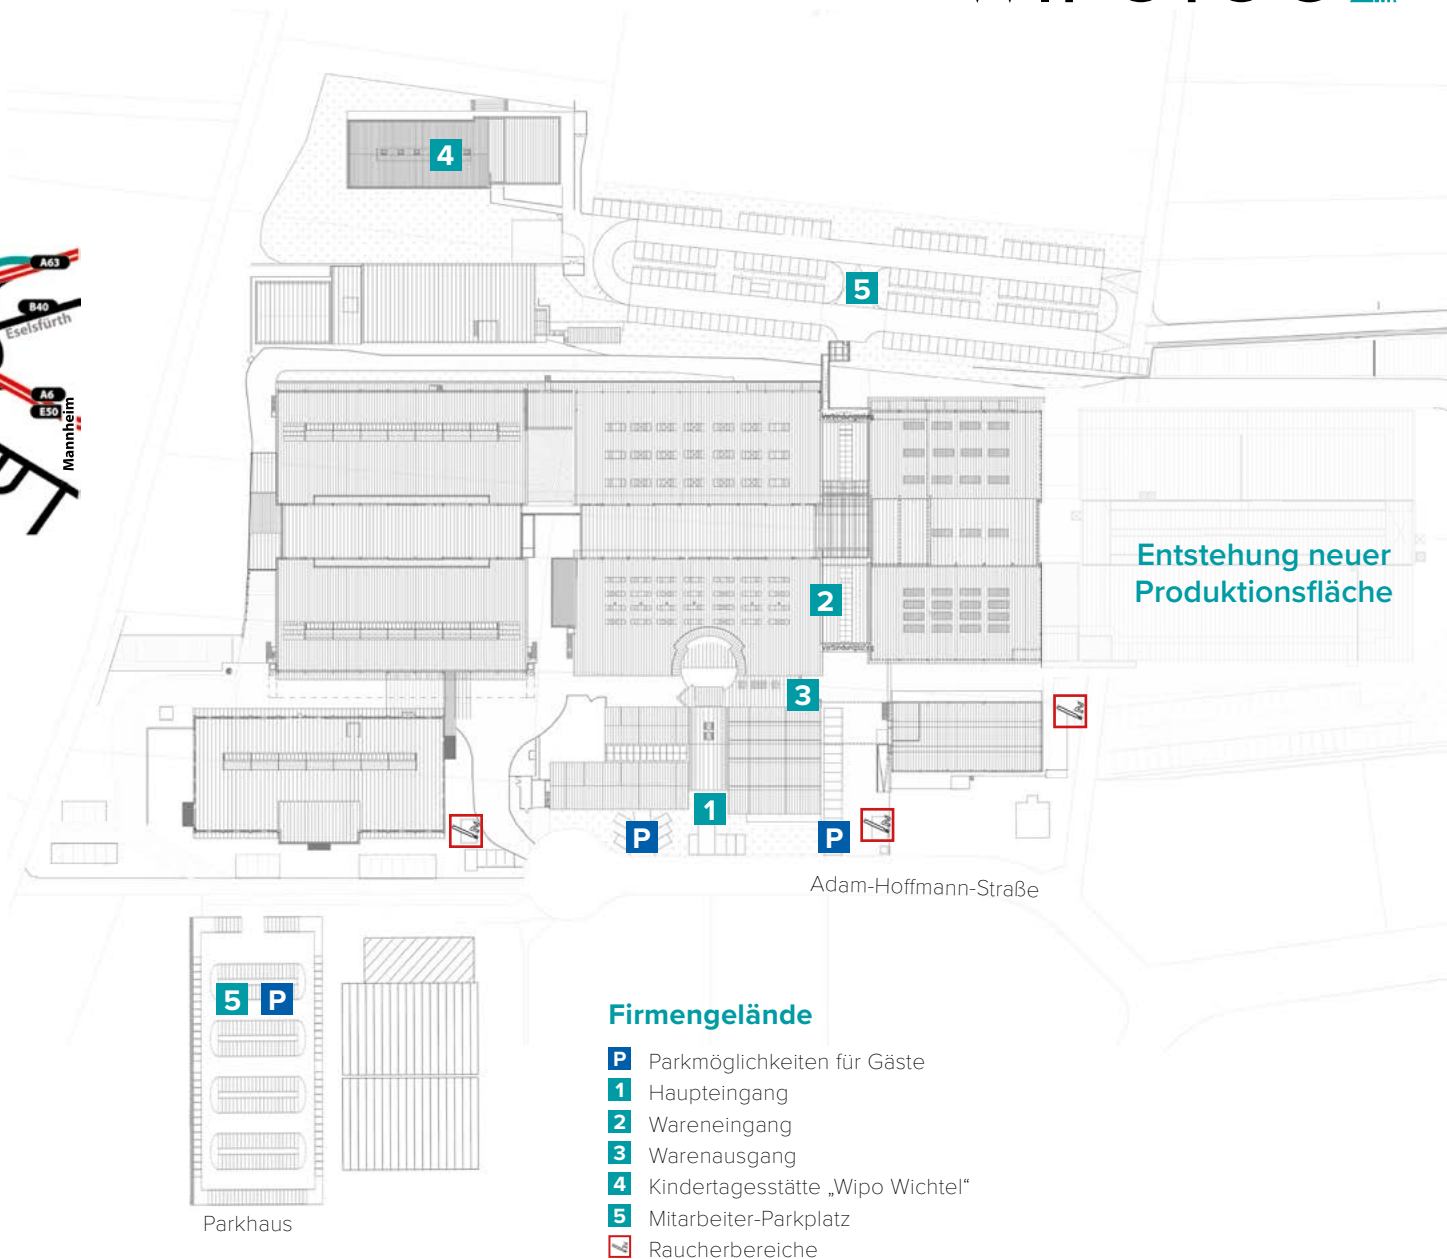 4
5
A63
B40
Eselsfürth
A6
E50
Mannheim
Entstehung neuer
Produktionsfläche
2
3
1
P
P
Adam-Hoffmann-Straße
5 P
Parkhaus
Firmengelände
P Parkmöglichkeiten für Gäste
1 Haupteingang
2 Wareneingang
3 Warenausgang
4 Kindertagesstätte „Wipo Wichtel“
5 Mitarbeiter-Parkplatz
Raucherbereiche